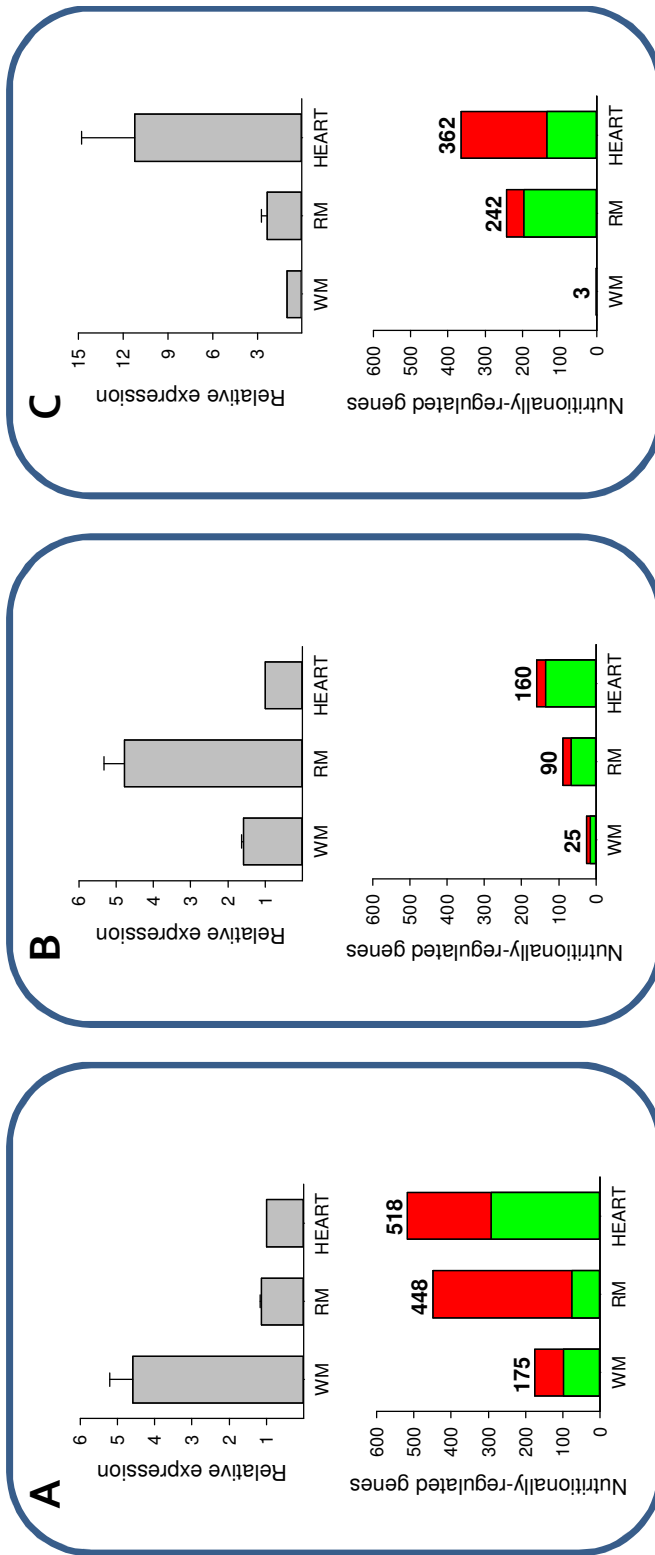 A
Relative expression
6
5
4
3
2
1
WM
RM
HEART
Nutritionally-regulated genes
600
500
400
300
200
100
0
175
448
518
WM
RM
HEART
B
Relative expression
6
5
4
3
2
1
WM
RM
HEART
Nutritionally-regulated genes
600
500
400
300
200
100
0
25
90
160
WM
RM
HEART
C
Relative expression
15
12
9
6
3
WM
RM
HEART
Nutritionally-regulated genes
600
500
400
300
200
100
0
3
242
362
WM
RM
HEART